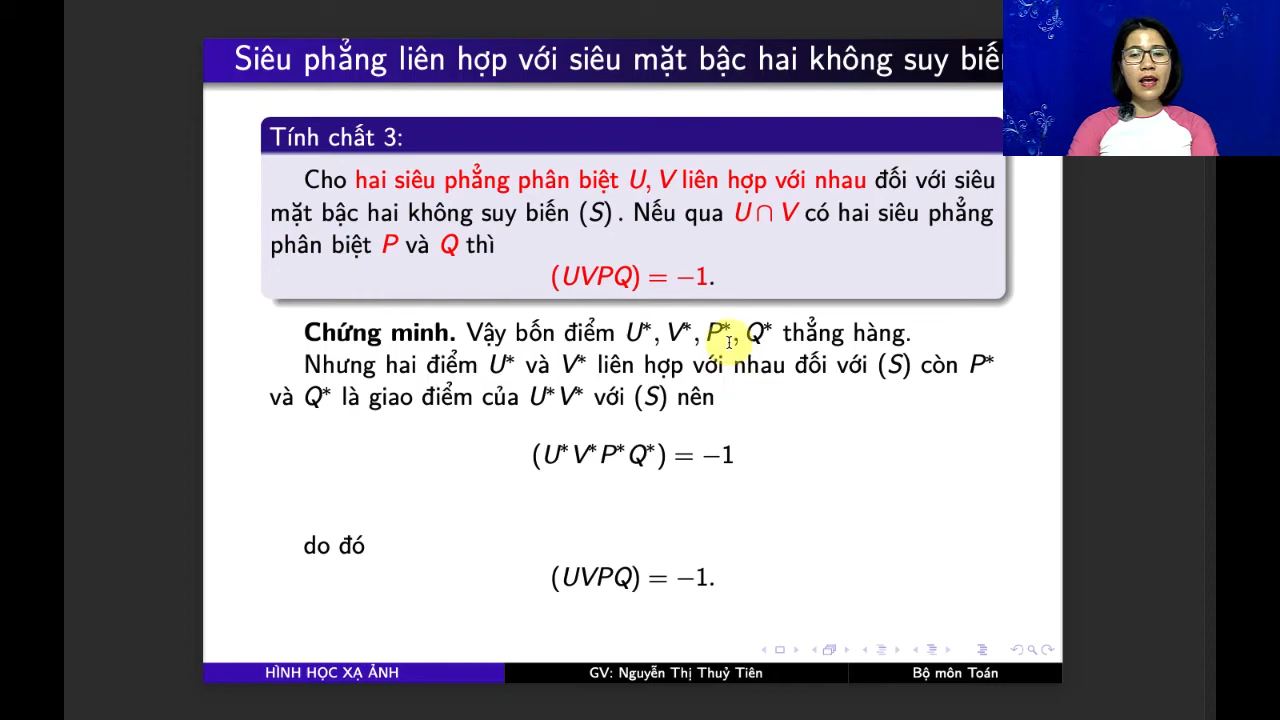 Siêu phẳng liên hợp với siêu mặt bậc hai không suy biến
Tính chất 3:
Cho hai siêu phẳng phân biệt U, V liên hợp với nhau đối với siêu
mặt bậc hai không suy biến (S). Nếu qua U ∩ V có hai siêu phẳng
phân biệt P và Q thì
(UVPQ) = −1.
Chứng minh. Vậy bốn điểm U*, V*, P*, Q* thẳng hàng.
Nhưng hai điểm U* và V* liên hợp với nhau đối với (S) còn P*
và Q* là giao điểm của U*V* với (S) nên
(U*V*P*Q*) = −1
do đó
(UVPQ) = −1.
HÌNH HỌC XẠ ẢNH
GV: Nguyễn Thị Thuỷ Tiên
Bộ môn Toán